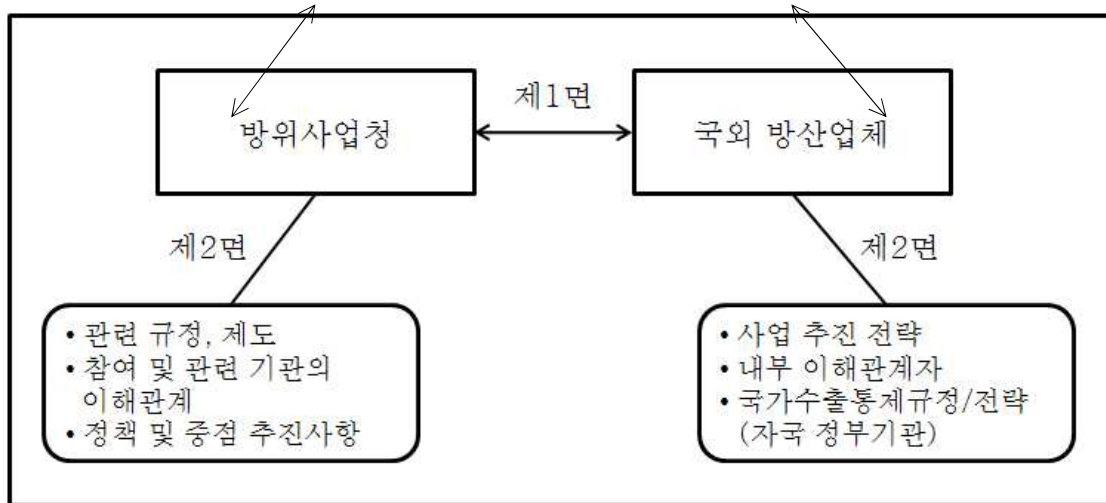 제1면
방위사업청
국외 방산업체
제2면
제2면
• 관련 규정, 제도
• 참여 및 관련 기관의
이해관계
• 정책 및 중점 추진사항
• 사업 추진 전략
• 내부 이해관계자
• 국가수출통제규정/전략
(자국 정부기관)